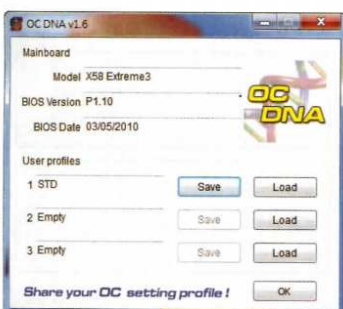 OC DNA v1.6
Mainboard
Model X58 Extreme3
BIOS Version P1.10
BIOS Date 03/05/2010
OC
DNA
User profiles
1 STD Save Load
2 Empty Save Load
3 Empty Save Load
Share your OC setting profile ! OK